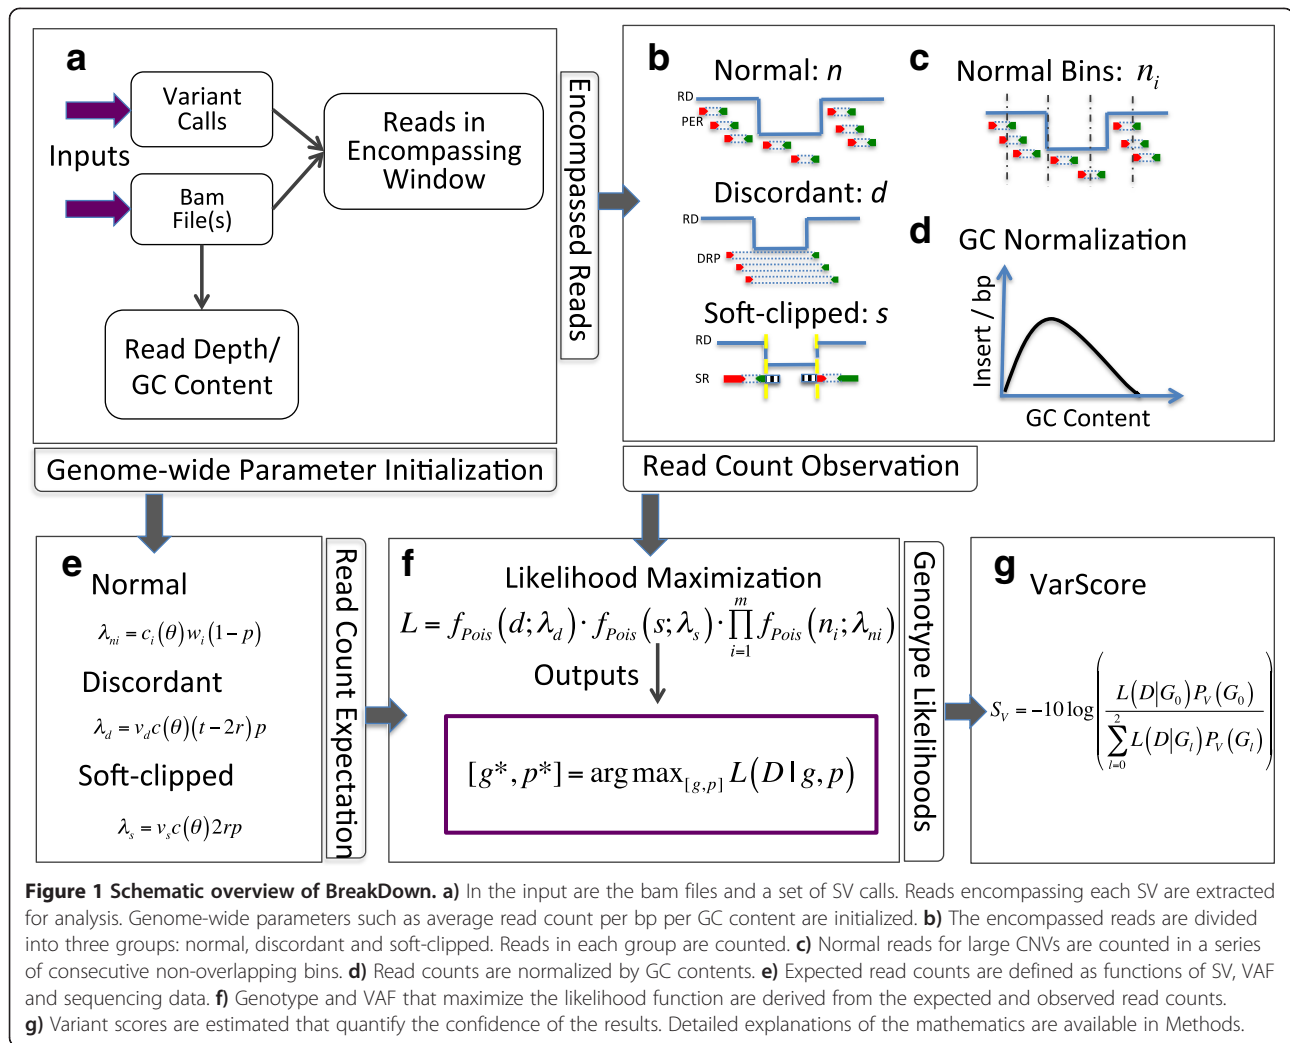 a
Variant
Calls
Inputs
Bam
File(s)
Reads in
Encompassing
Window
Read Depth/
GC Content
Encompassed Reads
b
Normal: n
RD
PER
Discordant: d
RD
DRP
Soft-clipped: s
RD
SR
c
Normal Bins: n_i
d
GC Normalization
Insert / bp
GC Content
Genome-wide Parameter Initialization
Read Count Observation
e
Normal
λ_ni = c_i(θ)w_i(1−p)
Discordant
λ_d = v_d c(θ)(t−2r)p
Soft-clipped
λ_s = v_s c(θ)2rp
Read Count Expectation
f
Likelihood Maximization
L = f_Pois(d;λ_d)·f_Pois(s;λ_s)·∏_{i=1}^{m} f_Pois(n_i;λ_ni)
Outputs
[g*,p*] = arg max_[g,p] L(D | g,p)
Genotype Likelihoods
g
VarScore
S_V = −10log(L(D|G_0)P_V(G_0) / ∑_{l=0}^{2} L(D|G_l)P_V(G_l))
Figure 1 Schematic overview of BreakDown. a) In the input are the bam files and a set of SV calls. Reads encompassing each SV are extracted
for analysis. Genome-wide parameters such as average read count per bp per GC content are initialized. b) The encompassed reads are divided
into three groups: normal, discordant and soft-clipped. Reads in each group are counted. c) Normal reads for large CNVs are counted in a series
of consecutive non-overlapping bins. d) Read counts are normalized by GC contents. e) Expected read counts are defined as functions of SV, VAF
and sequencing data. f) Genotype and VAF that maximize the likelihood function are derived from the expected and observed read counts.
g) Variant scores are estimated that quantify the confidence of the results. Detailed explanations of the mathematics are available in Methods.